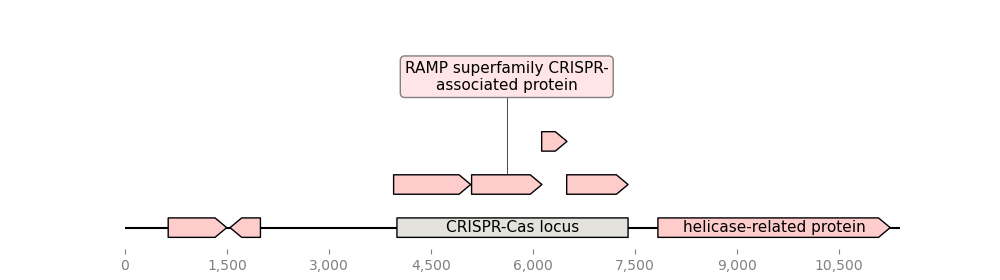 RAMP superfamily CRISPR-
associated protein
CRISPR-Cas locus
helicase-related protein
0
1,500
3,000
4,500
6,000
7,500
9,000
10,500